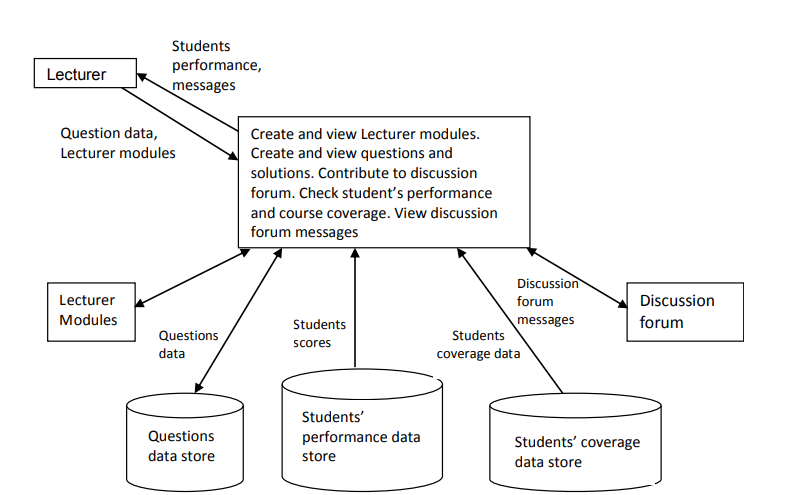 Students
performance,
messages
Lecturer
Question data,
Lecturer modules
Create and view Lecturer modules.
Create and view questions and
solutions. Contribute to discussion
forum. Check student’s performance
and course coverage. View discussion
forum messages
Lecturer
Modules
Questions
data
Students
scores
Students
coverage data
Discussion
forum
messages
Discussion
forum
Questions
data store
Students’
performance data
store
Students’ coverage
data store